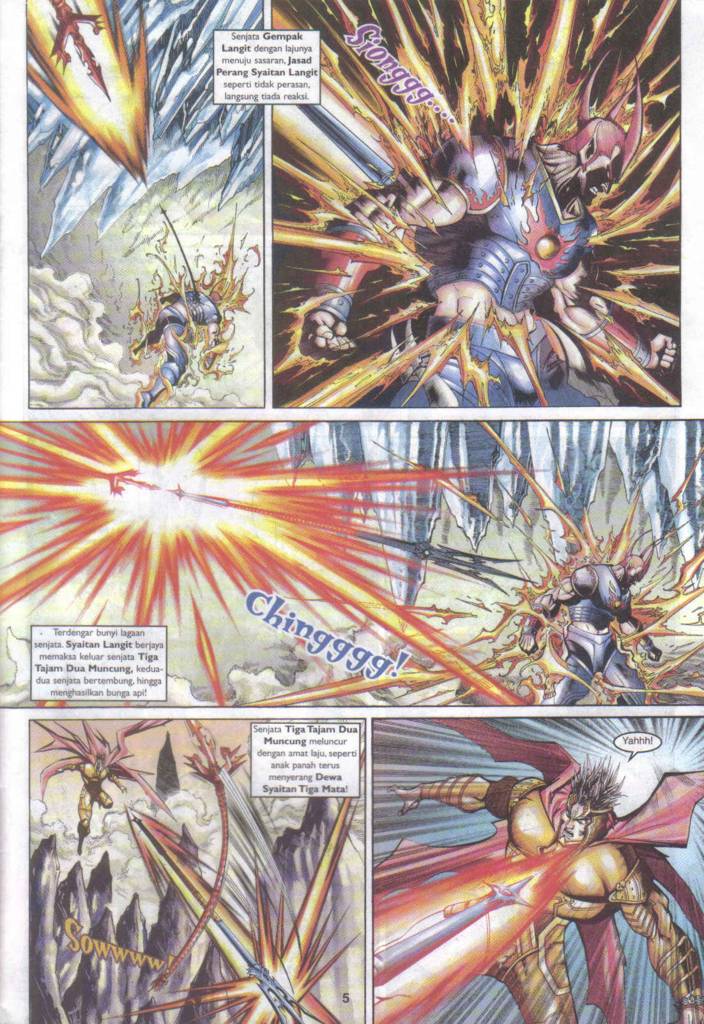 Senjata Gempak
Langit dengan lajunya
menuju sasaran, Jasad
Perang Syaitan Langit
seperti tidak perasan,
langsung tiada reaksi.
Sionggg....
Terdengar bunyi lagaan
senjata. Syaitan Langit berjaya
memaksa keluar senjata Tiga
Tajam Dua Muncung, kedua-
dua senjata bertembung, hingga
menghasilkan bunga api!
Chingggg!
Senjata Tiga Tajam Dua
Muncung meluncur
dengan amat laju, seperti
anak panah terus
menyerang Dewa
Syaitan Tiga Mata!
Sowwww!
Yahhh!
5